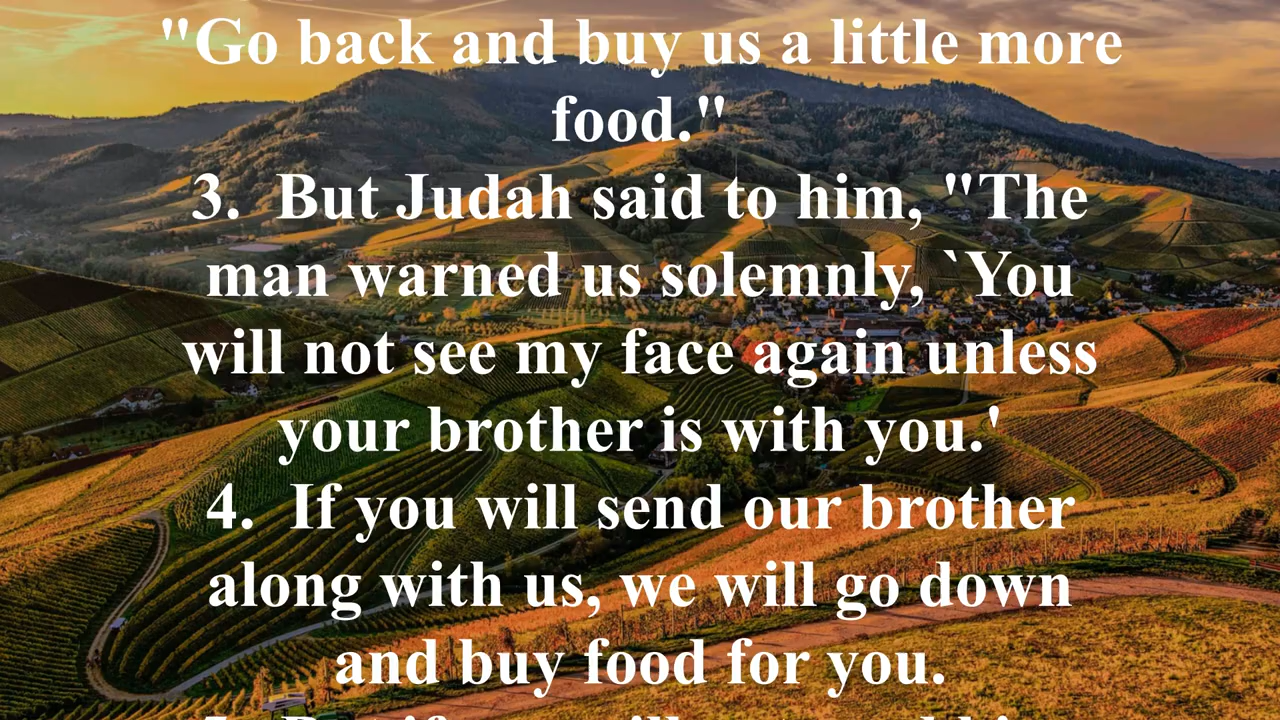 "Go back and buy us a little more
food."
3.  But Judah said to him, "The
man warned us solemnly, `You
will not see my face again unless
your brother is with you.'
4.  If you will send our brother
along with us, we will go down
and buy food for you.